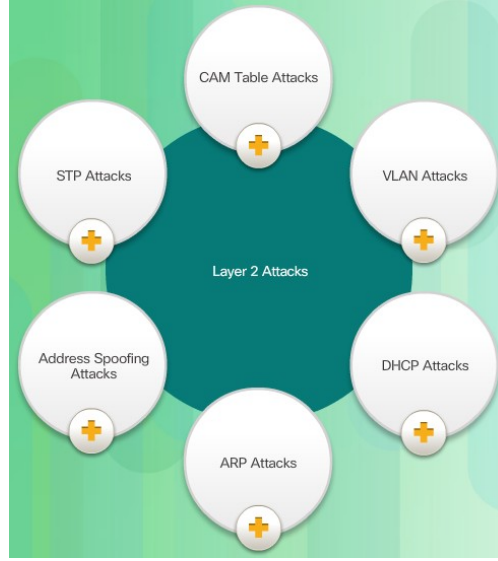 CAM Table Attacks
STP Attacks
VLAN Attacks
Layer 2 Attacks
Address Spoofing
Attacks
DHCP Attacks
ARP Attacks